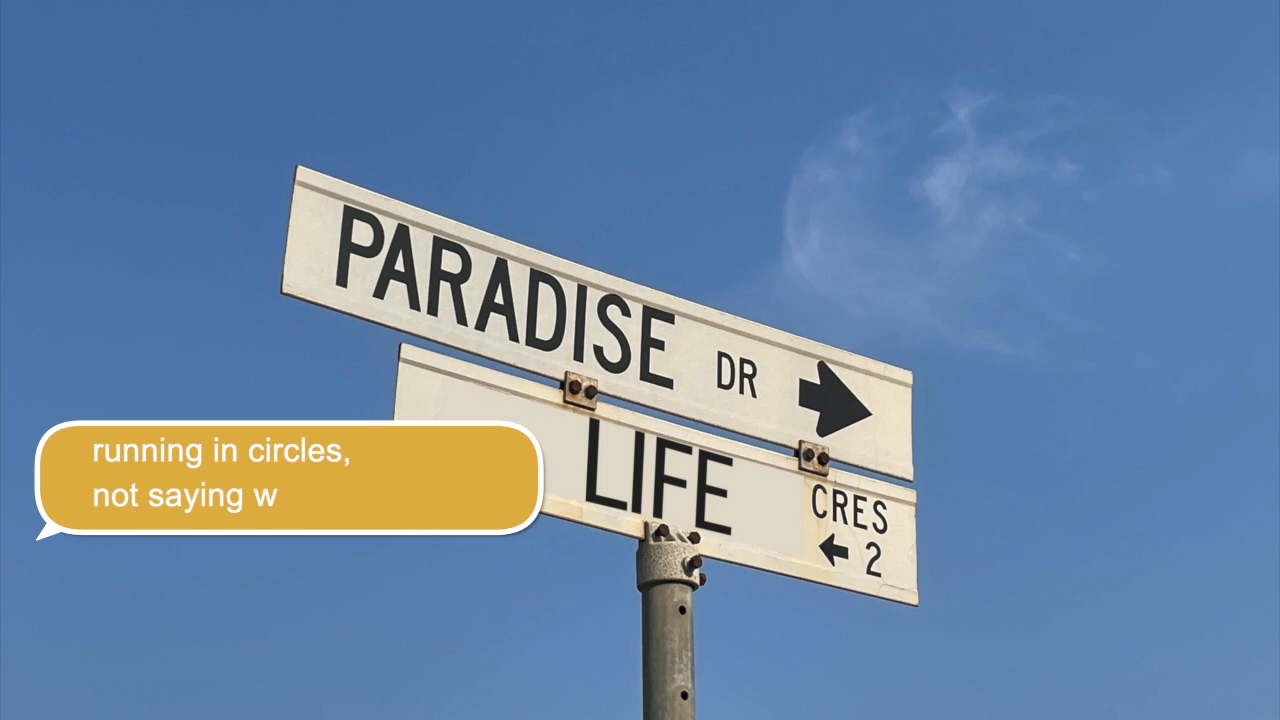 PARADISE DR
LIFE CRES
2
running in circles,
not saying w